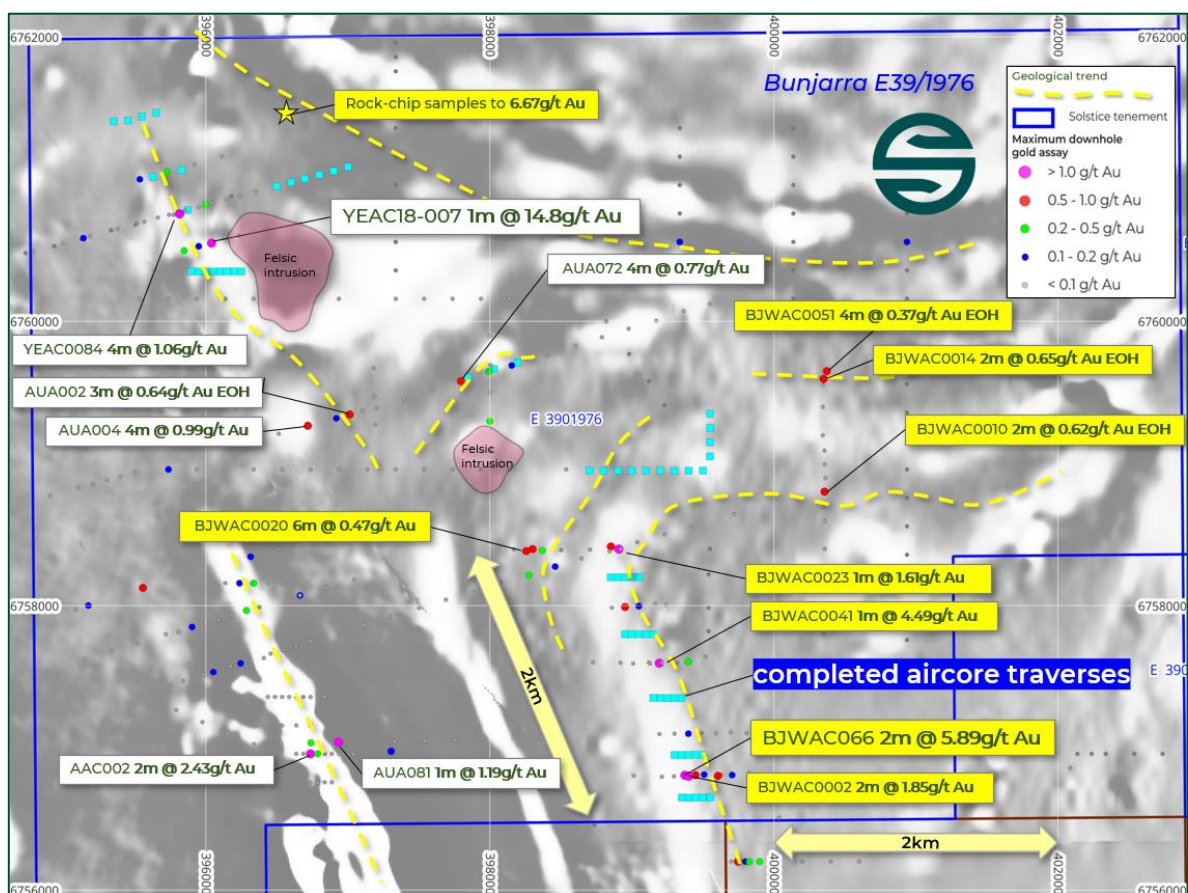 6762000
396000
398000
400000
402000
6762000
Bunjarra E39/1976
Geological trend
Solstice tenement
Maximum downhole
gold assay
> 1.0 g/t Au
0.5 - 1.0 g/t Au
0.2 - 0.5 g/t Au
0.1 - 0.2 g/t Au
< 0.1 g/t Au
Rock-chip samples to 6.67g/t Au
YEAC18-007 1m @ 14.8g/t Au
Felsic
intrusion
AUA072 4m @ 0.77g/t Au
6760000
6760000
BJWAC0051 4m @ 0.37g/t Au EOH
YEAC0084 4m @ 1.06g/t Au
BJWAC0014 2m @ 0.65g/t Au EOH
AUA002 3m @ 0.64g/t Au EOH
AUA004 4m @ 0.99g/t Au
E 3901976
BJWAC0010 2m @ 0.62g/t Au EOH
Felsic
intrusion
BJWAC0020 6m @ 0.47g/t Au
BJWAC0023 1m @ 1.61g/t Au
6758000
6758000
BJWAC0041 1m @ 4.49g/t Au
2km
completed aircore traverses
E 390
BJWAC066 2m @ 5.89g/t Au
AAC002 2m @ 2.43g/t Au
AUA081 1m @ 1.19g/t Au
BJWAC0002 2m @ 1.85g/t Au
2km
6756000
396000
398000
400000
402000
6756000